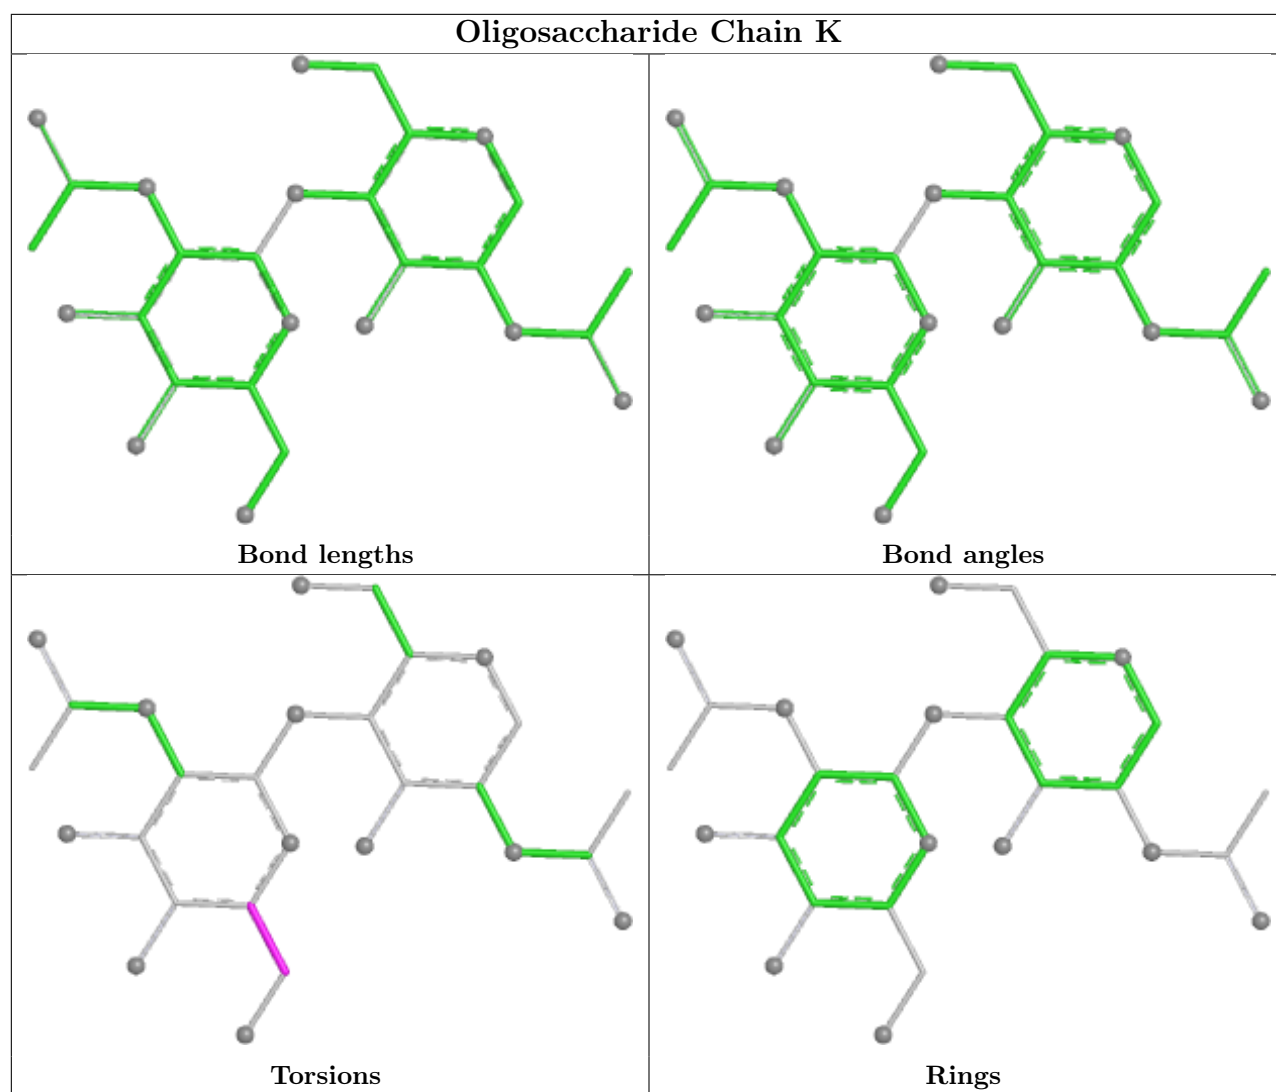 Oligosaccharide Chain K
Bond lengths
Bond angles
Torsions
Rings